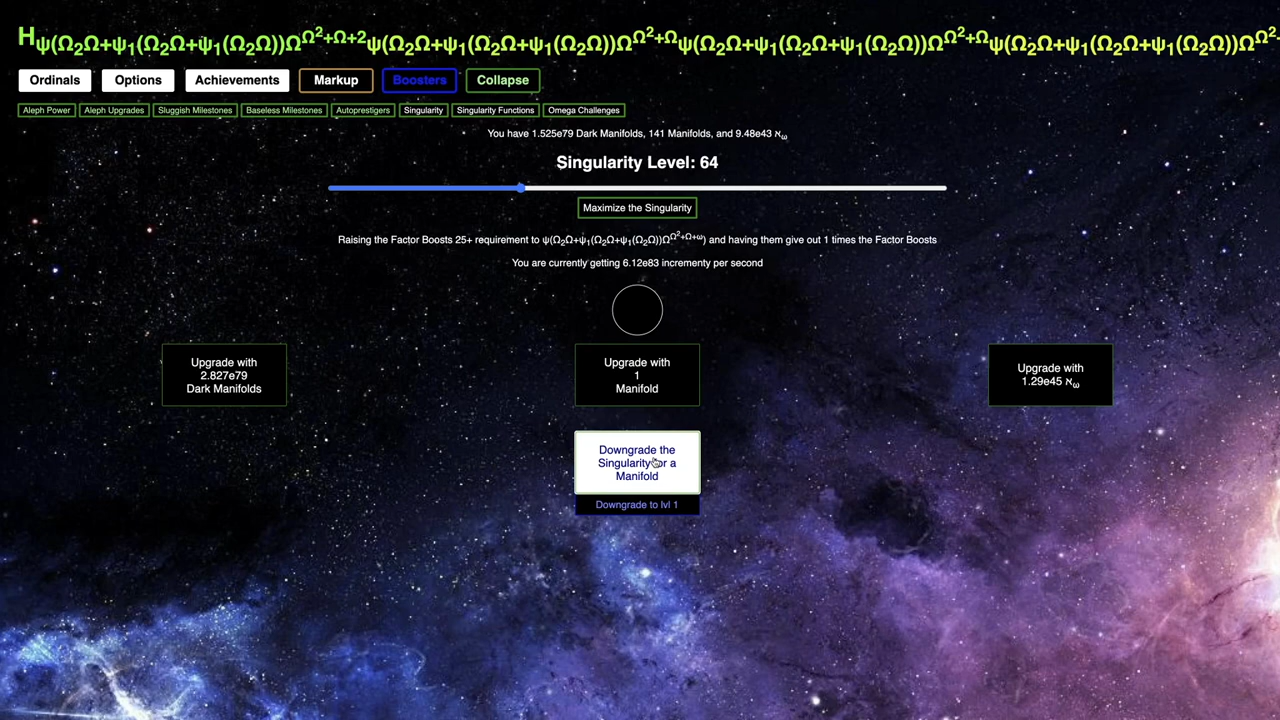 Hψ(Ω₂Ω+ψ₁(Ω₂Ω+ψ₁(Ω₂Ω))Ω^Ω²+Ω+2ψ(Ω₂Ω+ψ₁(Ω₂Ω+ψ₁(Ω₂Ω))Ω^Ω²+Ωψ(Ω₂Ω+ψ₁(Ω₂Ω+ψ₁(Ω₂Ω))Ω^Ω²+Ωψ(Ω₂Ω+ψ₁(Ω₂Ω+ψ₁(Ω₂Ω))Ω^Ω²-
Ordinals Options Achievements Markup Boosters Collapse
Aleph Power Aleph Upgrades Sluggish Milestones Baseless Milestones Autoprestigers Singularity Singularity Functions Omega Challenges
You have 1.525e79 Dark Manifolds, 141 Manifolds, and 9.48e43 ℵω
Singularity Level: 64
Maximize the Singularity
Raising the Factor Boosts 25+ requirement to ψ(Ω₂Ω+ψ₁(Ω₂Ω+ψ₁(Ω₂Ω))Ω^Ω²+Ω+ω) and having them give out 1 times the Factor Boosts
You are currently getting 6.12e83 incrementy per second
Upgrade with
2.827e79
Dark Manifolds
Upgrade with
1
Manifold
Upgrade with
1.29e45 ℵω
Downgrade the
Singularity for a
Manifold
Downgrade to lvl 1